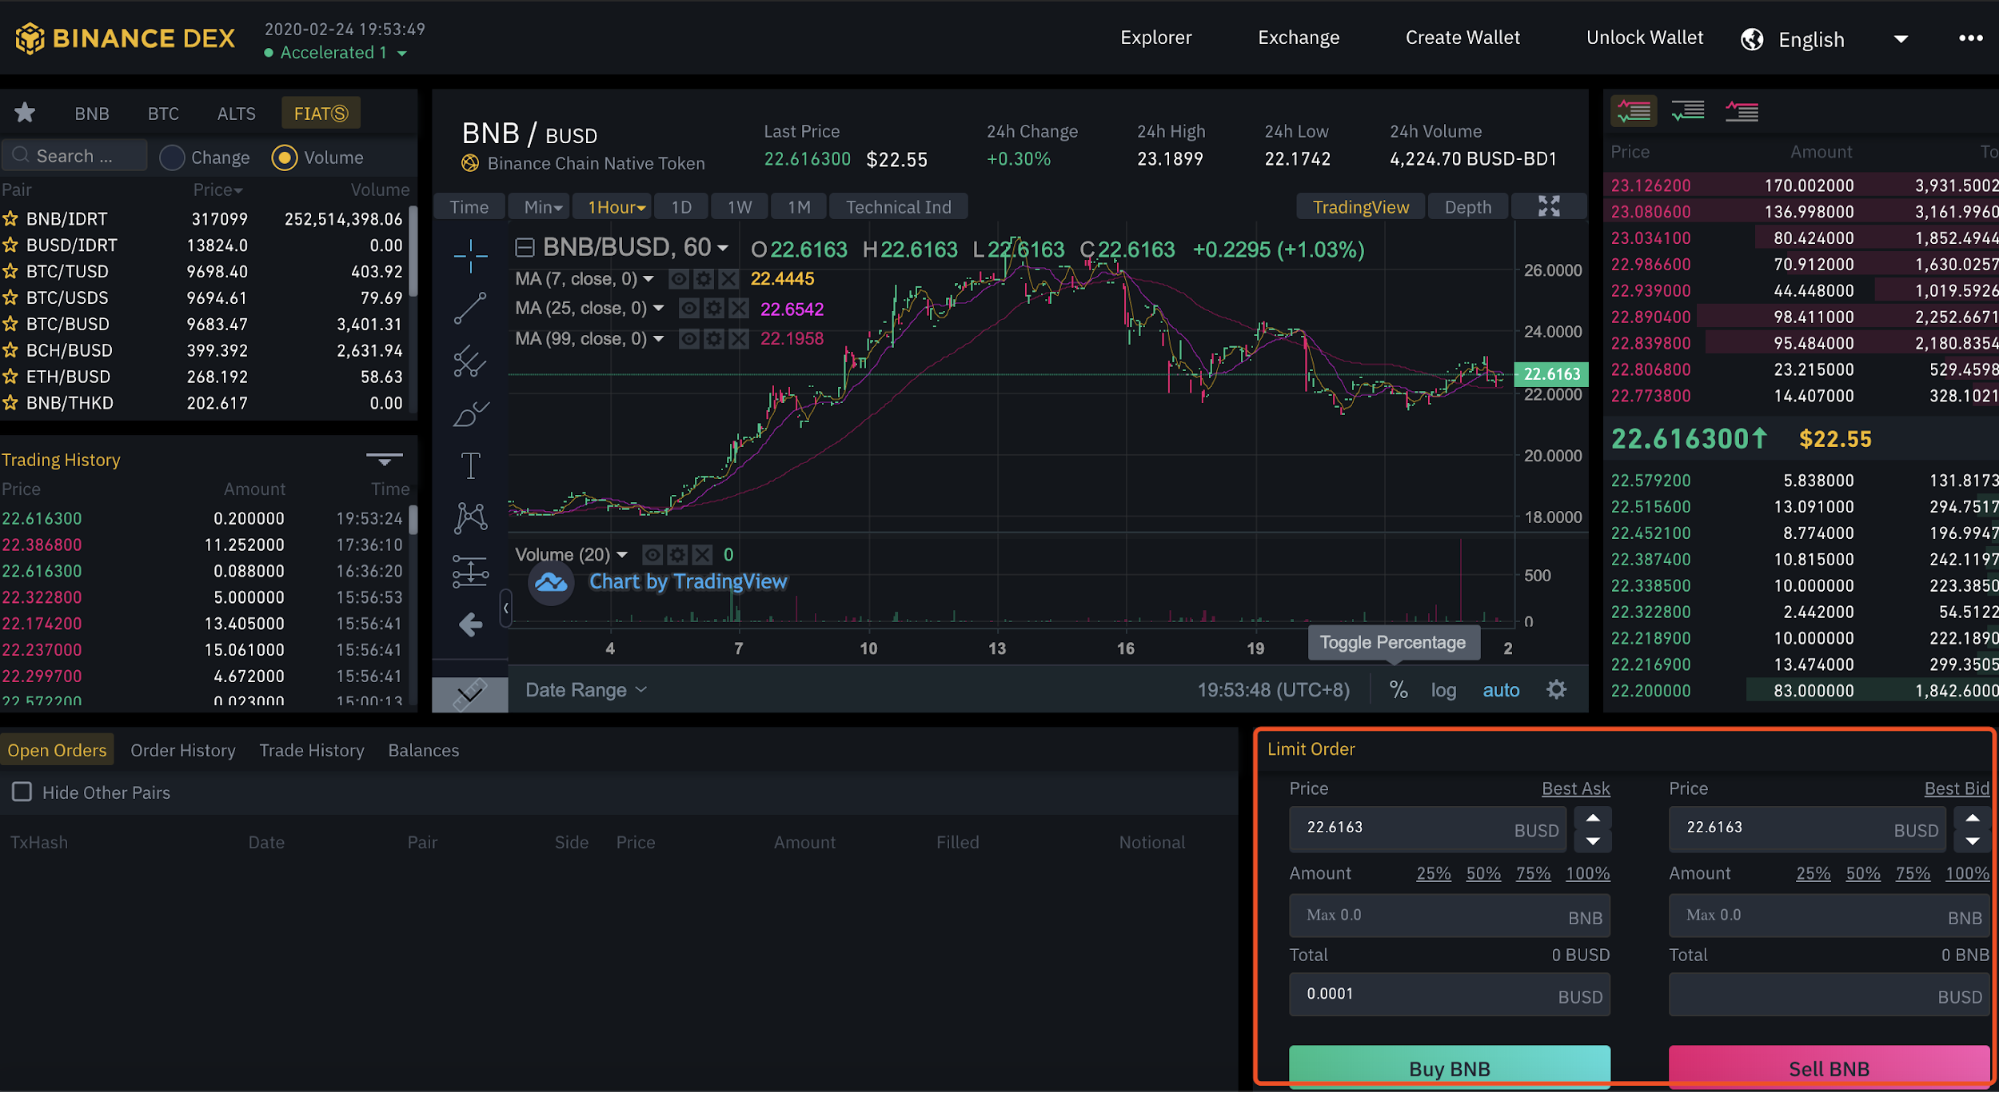 BINANCE DEX
2020-02-24 19:53:49
Accelerated 1
Explorer
Exchange
Create Wallet
Unlock Wallet
English
BNB BTC ALTS FIATⓈ
Search ... Change Volume
Pair Price Volume
BNB/IDRT 317099 252,514,398.06
BUSD/IDRT 13824.0 0.00
BTC/TUSD 9698.40 403.92
BTC/USDS 9694.61 79.69
BTC/BUSD 9683.47 3,401.31
BCH/BUSD 399.392 2,631.94
ETH/BUSD 268.192 58.63
BNB/THKD 202.617 0.00
Trading History
Price Amount Time
22.616300 0.200000 19:53:24
22.386800 11.252000 17:36:10
22.616300 0.088000 16:36:20
22.322800 5.000000 15:56:53
22.174200 13.405000 15:56:41
22.237000 15.061000 15:56:41
22.299700 4.672000 15:56:41
22.572200 0.023000 15:00:13
BNB / BUSD
Binance Chain Native Token
Last Price
22.616300 $22.55
24h Change
+0.30%
24h High
23.1899
24h Low
22.1742
24h Volume
4,224.70 BUSD-BD1
Time Min 1Hour 1D 1W 1M Technical Ind TradingView Depth
BNB/BUSD, 60 O22.6163 H22.6163 L22.6163 C22.6163 +0.2295 (+1.03%)
MA (7, close, 0) 22.4445
MA (25, close, 0) 22.6542
MA (99, close, 0) 22.1958
26.0000
24.0000
22.6163
22.0000
20.0000
18.0000
Volume (20) 0
Chart by TradingView
500
0
4 7 10 13 16 19 2
Toggle Percentage
Date Range 19:53:48 (UTC+8) % log auto
Price Amount To
23.126200 170.002000 3,931.5002
23.080600 136.998000 3,161.9960
23.034100 80.424000 1,852.4944
22.986600 70.912000 1,630.0257
22.939000 44.448000 1,019.5926
22.890400 98.411000 2,252.6671
22.839800 95.484000 2,180.8354
22.806800 23.215000 529.4598
22.773800 14.407000 328.1021
22.616300↑ $22.55
22.579200 5.838000 131.8173
22.515600 13.091000 294.7517
22.452100 8.774000 196.9947
22.387400 10.815000 242.1197
22.338500 10.000000 223.3850
22.322800 2.442000 54.5122
22.218900 10.000000 222.1890
22.216900 13.474000 299.3505
22.200000 83.000000 1,842.6000
Open Orders Order History Trade History Balances
Hide Other Pairs
TxHash Date Pair Side Price Amount Filled Notional
Limit Order
Price Best Ask
22.6163 BUSD
Amount 25% 50% 75% 100%
Max 0.0 BNB
Total 0 BUSD
0.0001 BUSD
Buy BNB
Price Best Bid
22.6163 BUSD
Amount 25% 50% 75% 100%
Max 0.0 BNB
Total 0 BNB
BUSD
Sell BNB